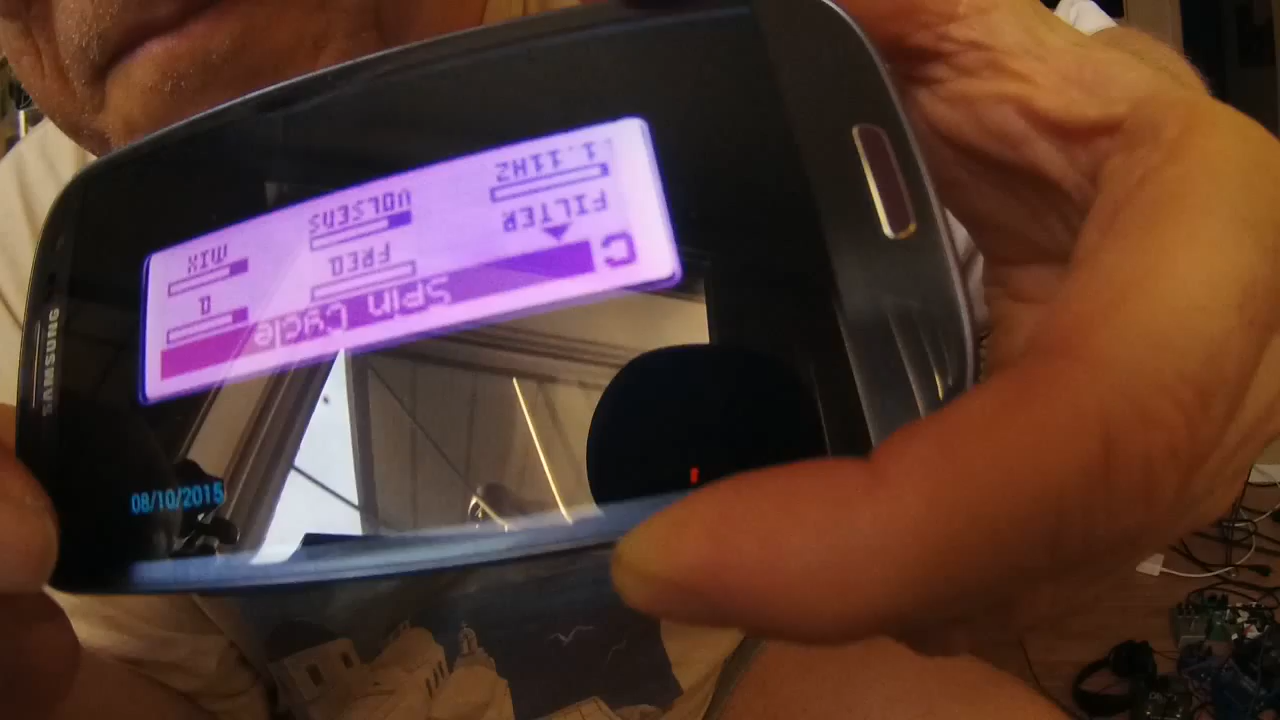 C Spin Cycle
FILTER FREQ Q
1.11HZ VOLSENS MIX
SAMSUNG
08/10/2015